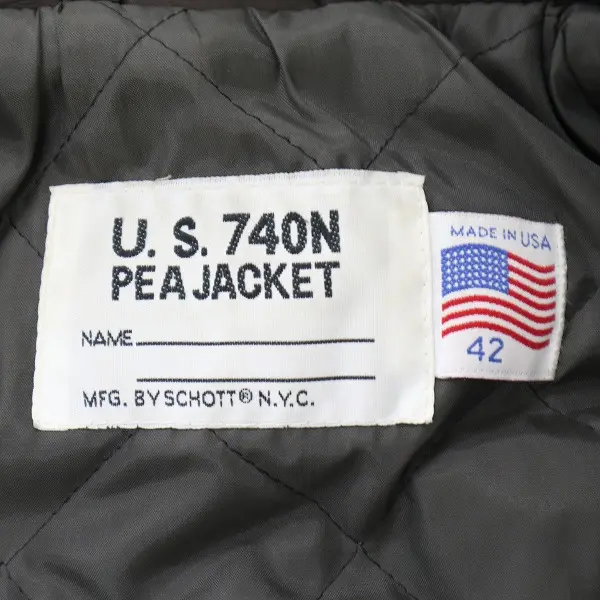 U. S. 740N
PEA JACKET
NAME
MFG. BY SCHOTT® N.Y.C.
MADE IN USA
42